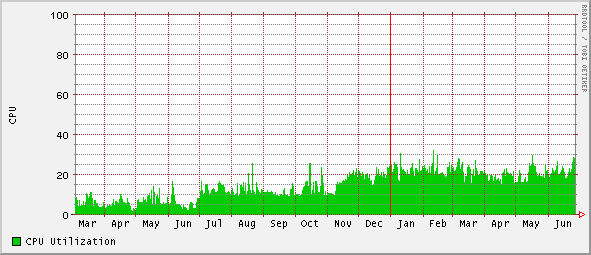 100
80
60
40
20
0
CPU
Mar Apr May Jun Jul Aug Sep Oct Nov Dec Jan Feb Mar Apr May Jun
CPU Utilization
RRDTOOL / TOBI OETIKER